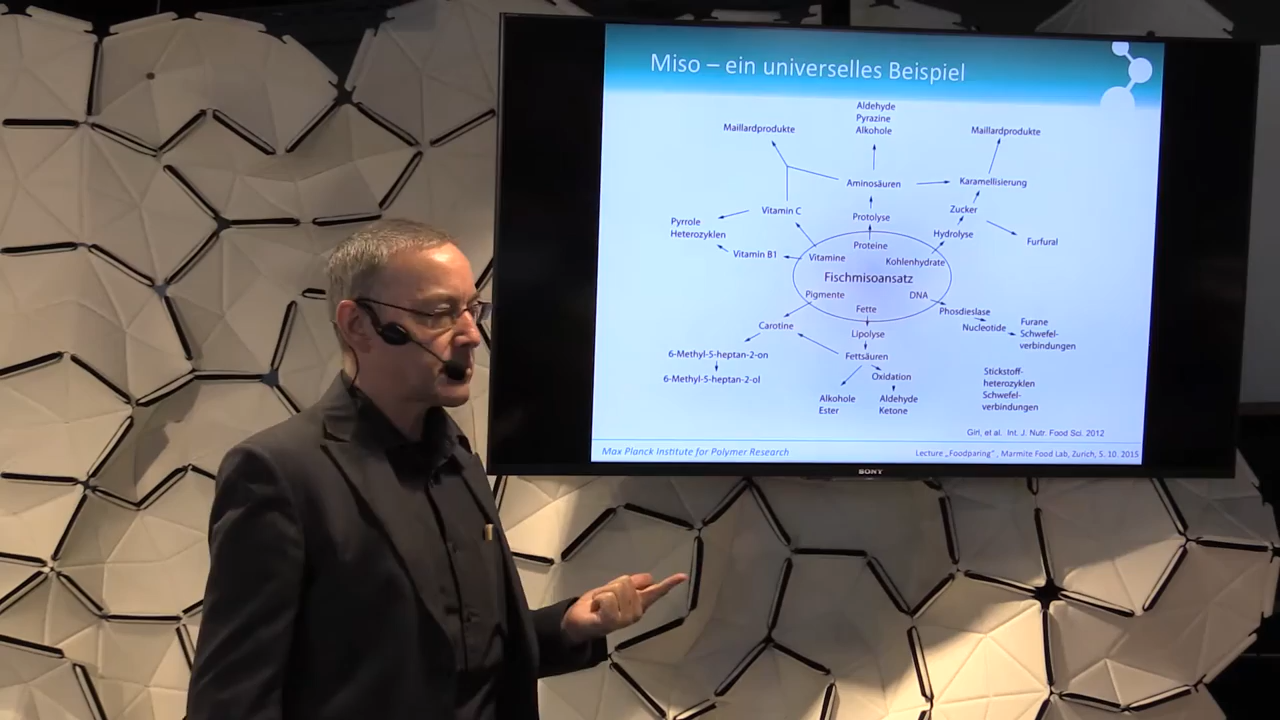 Miso – ein universelles Beispiel
Aldehyde
Pyrazine
Alkohole
Maillardprodukte
Maillardprodukte
Aminosäuren
Karamellisierung
Vitamin C
Protolyse
Zucker
Pyrrole
Heterozyklen
Hydrolyse
Furfural
Vitamin B1
Vitamine
Proteine
Kohlenhydrate
Fischmisoansatz
Pigmente
DNA
Fette
Phosdieslase
Nucleotide
Furane
Schwefel-
verbindungen
Carotine
Lipolyse
6-Methyl-5-heptan-2-on
Fettsäuren
6-Methyl-5-heptan-2-ol
Oxidation
Stickstoff-
heterozyklen
Schwefel-
verbindungen
Alkohole
Ester
Aldehyde
Ketone
Giri, et al. Int. J. Nutr. Food Sci. 2012
Max Planck Institute for Polymer Research
Lecture „Foodparing" , Marmite Food Lab, Zurich, 5. 10. 2015
SONY